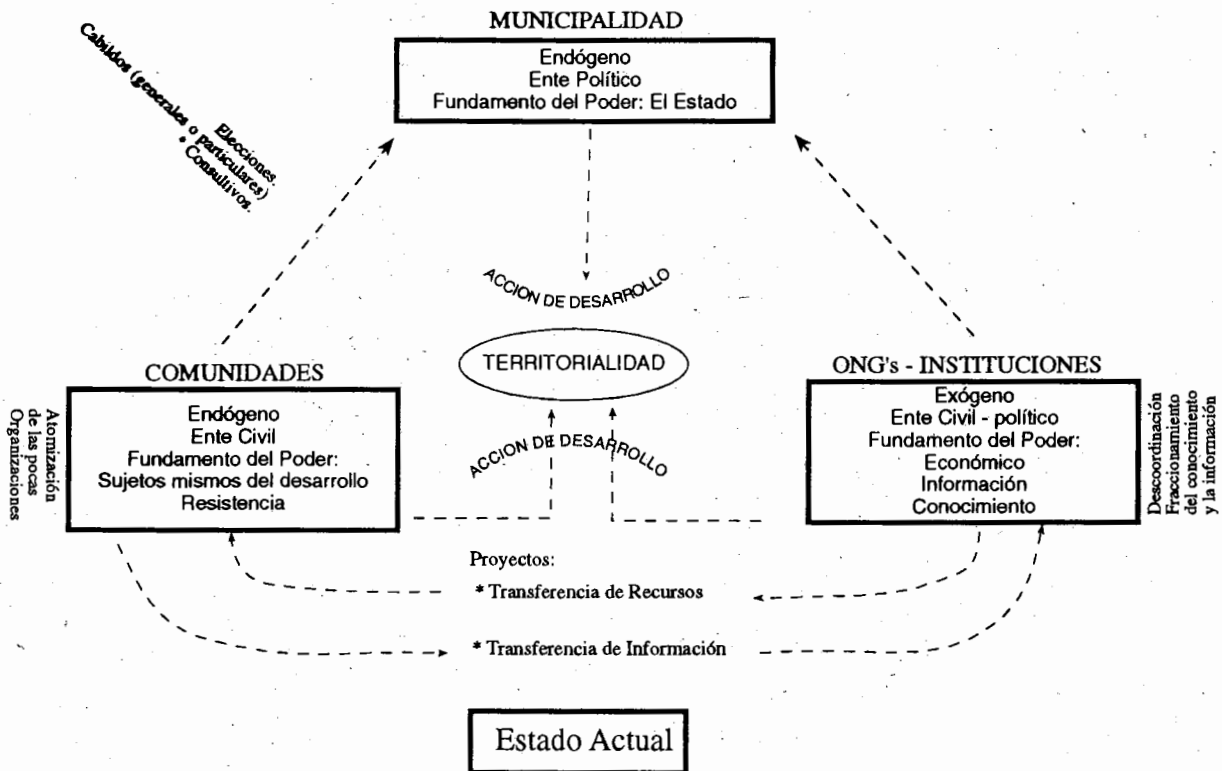 MUNICIPALIDAD
Endógeno
Ente Político
Fundamento del Poder: El Estado
Elecciones.
Cabildos (generales o particulares)
• Consultivos.
ACCION DE DESARROLLO
TERRITORIALIDAD
ACCION DE DESARROLLO
COMUNIDADES
Endógeno
Ente Civil
Fundamento del Poder:
Sujetos mismos del desarrollo
Resistencia
Atomización
de las pocas
Organizaciones
ONG's - INSTITUCIONES
Exógeno
Ente Civil - político
Fundamento del Poder:
Económico
Información
Conocimiento
Descoordinación
Fraccionamiento
del conocimiento
y la información
Proyectos:
* Transferencia de Recursos
* Transferencia de Información
Estado Actual